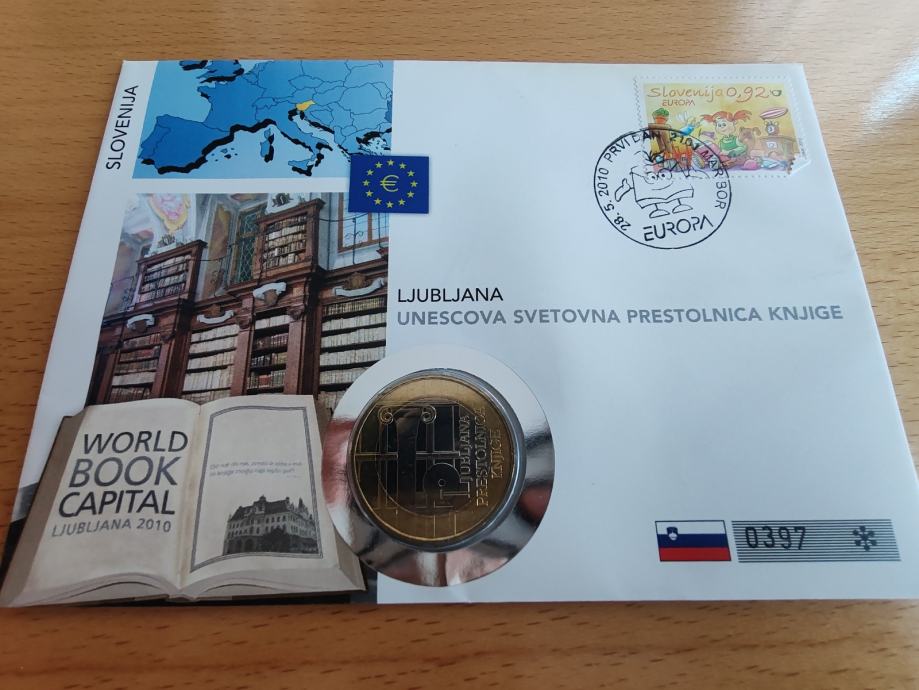 SLOVENIJA
slovenija 0,92
EUROPA
28. 5. 2010 PRVI DAN 2101 MARIBOR
EUROPA
€
LJUBLJANA
UNESCOVA SVETOVNA PRESTOLNICA KNJIGE
WORLD
BOOK
CAPITAL
LJUBLJANA 2010
LJUBLJANA
PRESTOLNICA
KNJIGE
0397